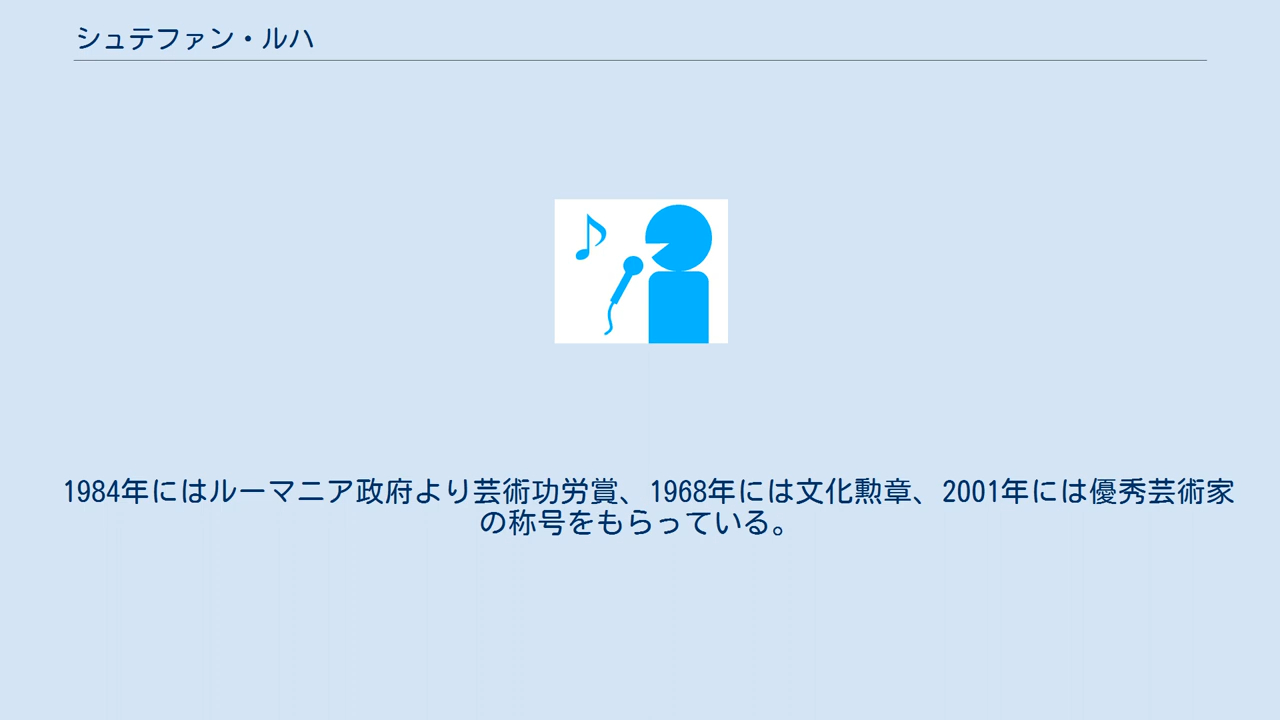 シュテファン・ルハ
1984年にはルーマニア政府より芸術功労賞、1968年には文化勲章、2001年には優秀芸術家
の称号をもらっている。